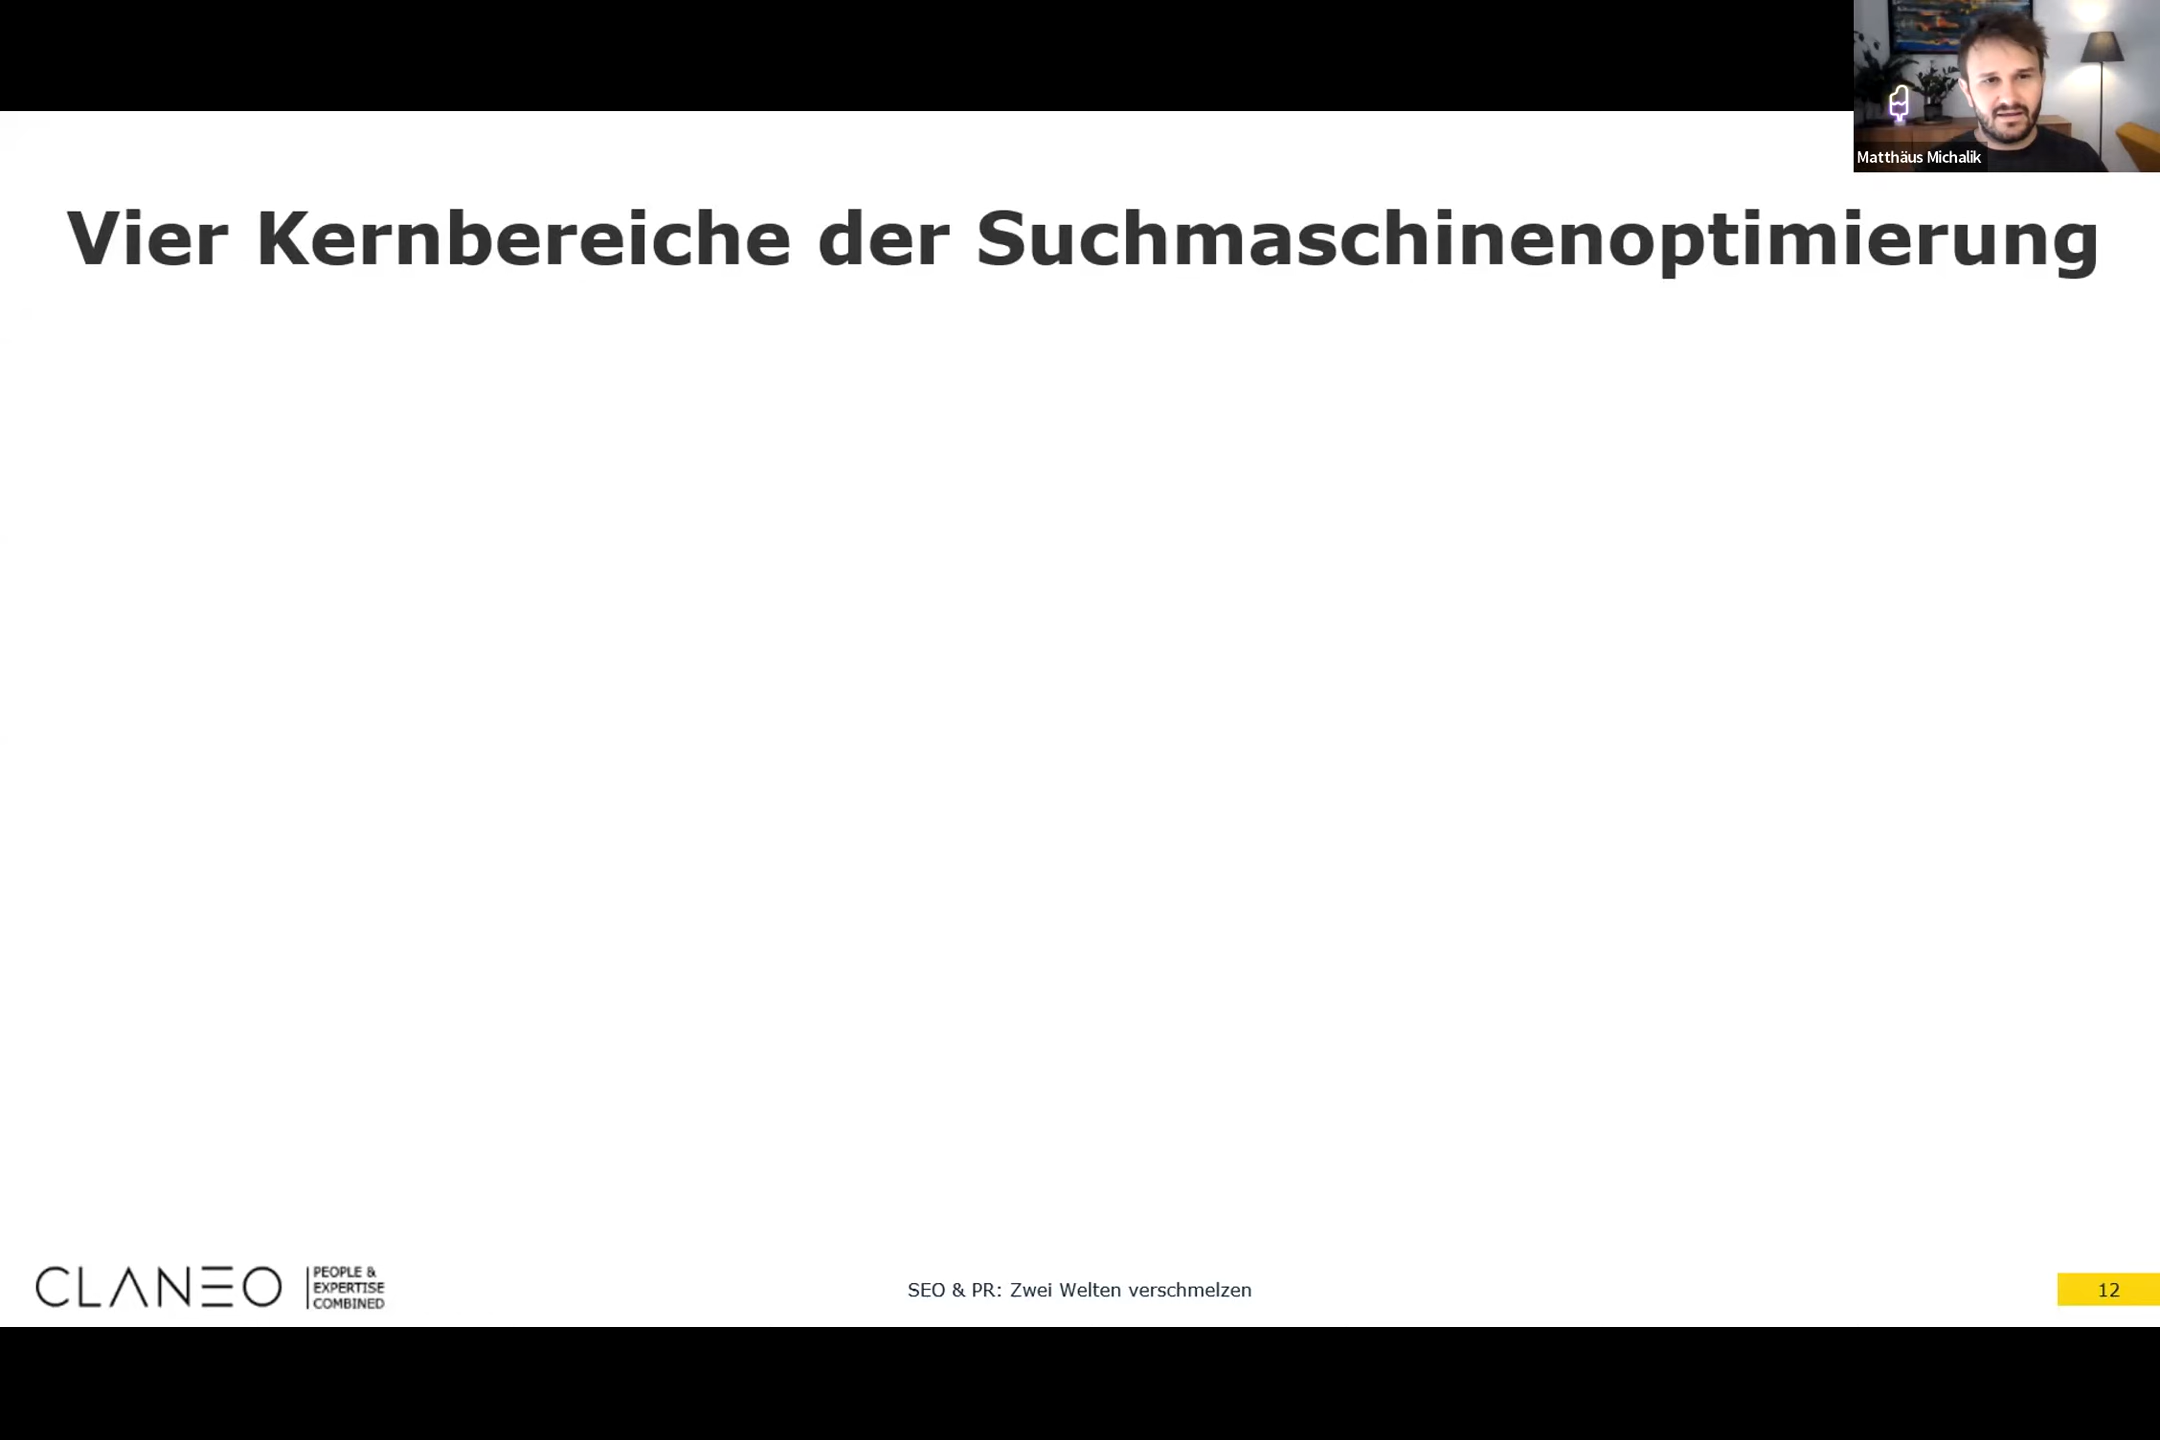 Matthäus Michalik
Vier Kernbereiche der Suchmaschinenoptimierung
CLANEO
PEOPLE &
EXPERTISE
COMBINED
SEO & PR: Zwei Welten verschmelzen
12